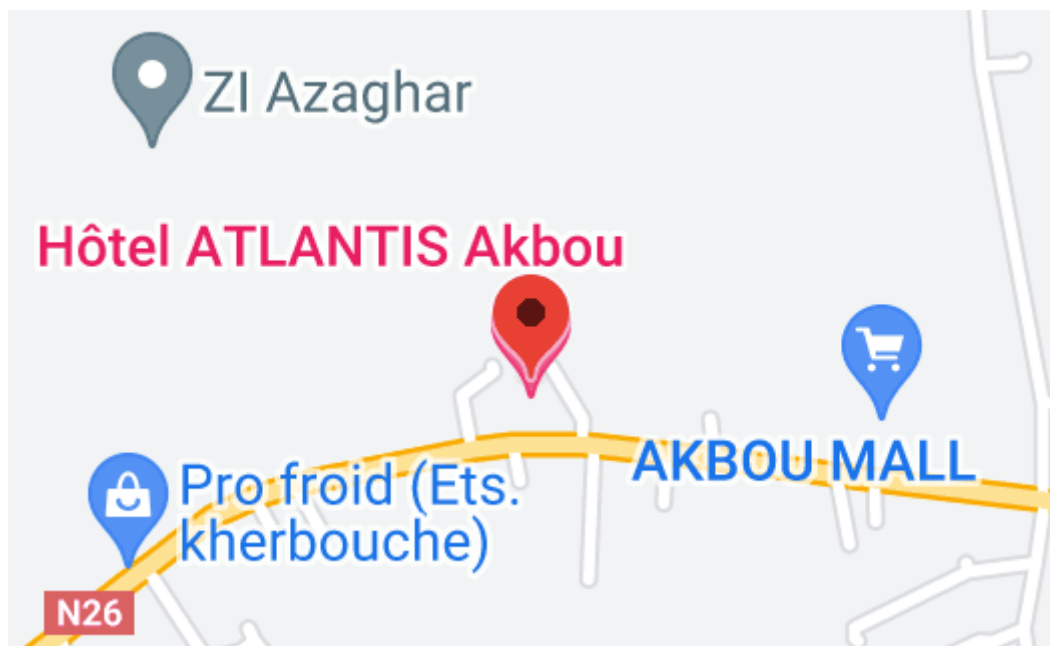 ZI Azaghar
Hôtel ATLANTIS Akbou
AKBOU MALL
Pro froid (Ets.
kherbouche)
N26